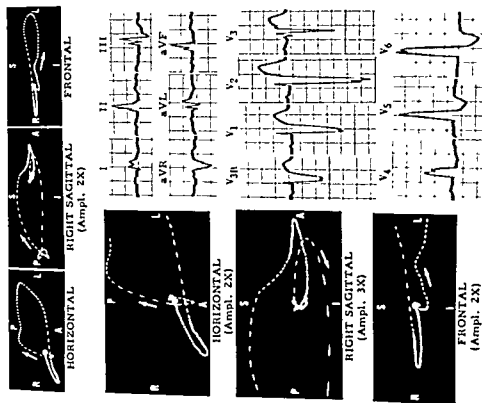 P S S
R L P A R L
A I I
HORIZONTAL RIGHT SAGITTAL FRONTAL
(Ampl. 2X)
R L
A
HORIZONTAL
(Ampl. 2X)
I II III
aVR aVL aVF
S
P A
I
RIGHT SAGITTAL
(Ampl. 3X)
V3R V1 V2 V3
S
R L
I
FRONTAL
(Ampl. 2X)
V4 V5 V6